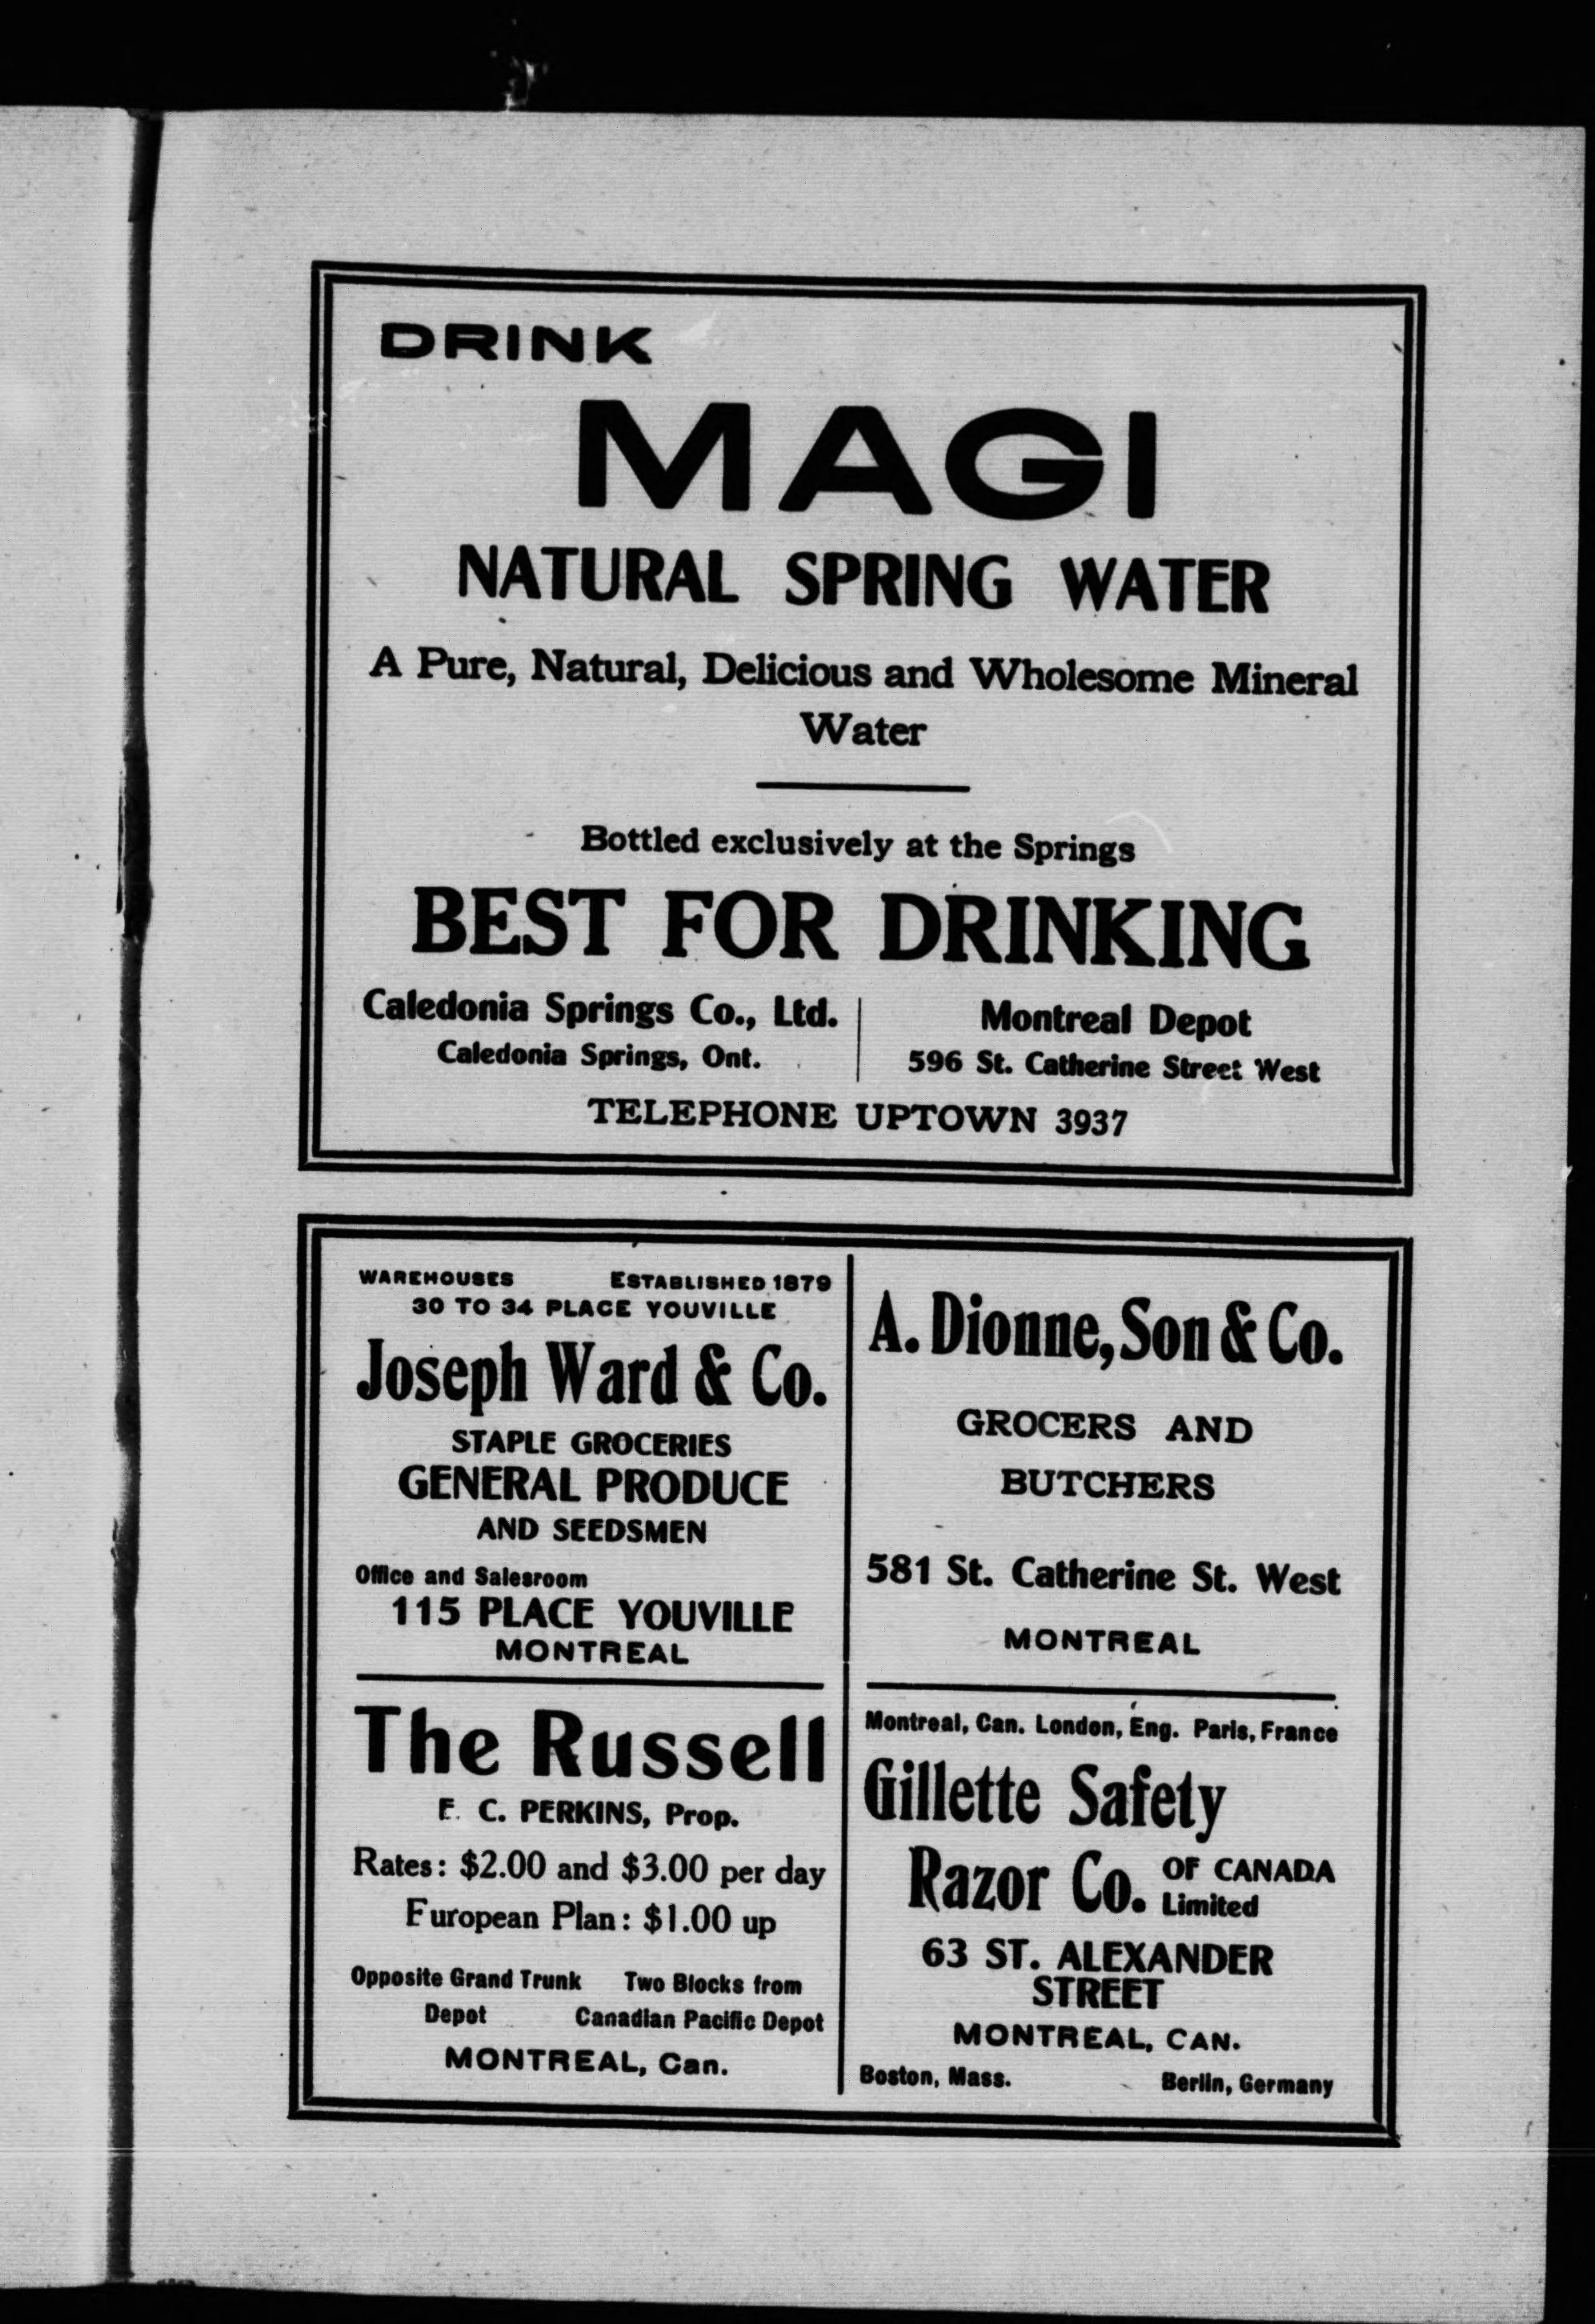 DRINK
MAGI
NATURAL SPRING WATER
A Pure, Natural, Delicious and Wholesome Mineral
Water
Bottled exclusively at the Springs
BEST FOR DRINKING
Caledonia Springs Co., Ltd.
Caledonia Springs, Ont.
Montreal Depot
596 St. Catherine Street West
TELEPHONE UPTOWN 3937
WAREHOUSES ESTABLISHED 1879
30 TO 34 PLACE YOUVILLE
Joseph Ward & Co.
STAPLE GROCERIES
GENERAL PRODUCE
AND SEEDSMEN
Office and Salesroom
115 PLACE YOUVILLE
MONTREAL
A. Dionne, Son & Co.
GROCERS AND
BUTCHERS
581 St. Catherine St. West
MONTREAL
The Russell
F. C. PERKINS, Prop.
Rates: $2.00 and $3.00 per day
European Plan: $1.00 up
Opposite Grand Trunk Two Blocks from
Depot Canadian Pacific Depot
MONTREAL, Can.
Montreal, Can. London, Eng. Paris, France
Gillette Safety
Razor Co. OF CANADA
Limited
63 ST. ALEXANDER
STREET
MONTREAL, CAN.
Boston, Mass. Berlin, Germany